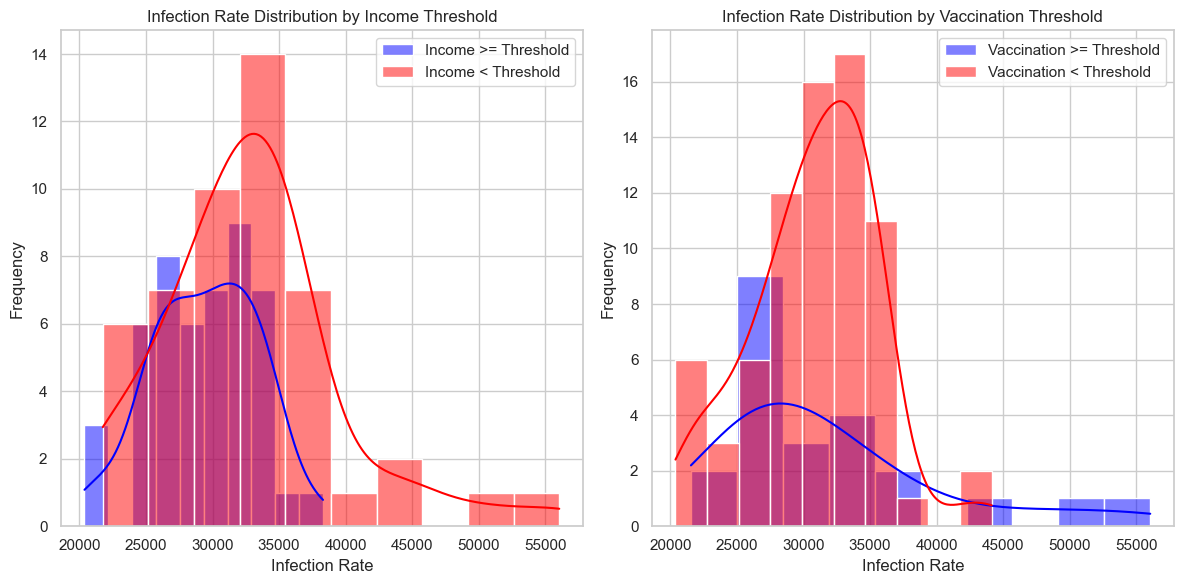 Infection Rate Distribution by Income Threshold
Income >= Threshold
Income < Threshold
14
12
10
8
6
4
2
0
Frequency
20000 25000 30000 35000 40000 45000 50000 55000
Infection Rate
Infection Rate Distribution by Vaccination Threshold
Vaccination >= Threshold
Vaccination < Threshold
16
14
12
10
8
6
4
2
0
Frequency
20000 25000 30000 35000 40000 45000 50000 55000
Infection Rate